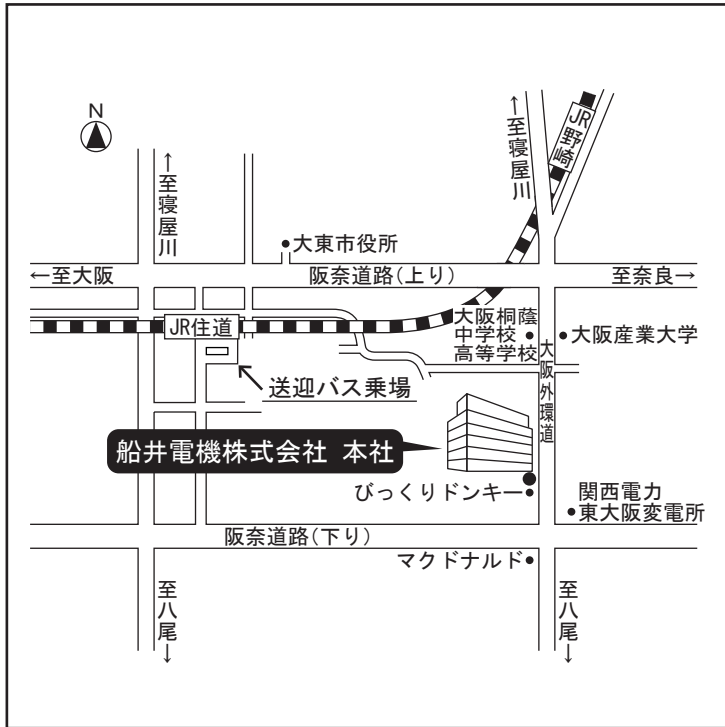 N
JR野崎
←至寝屋川
←至寝屋川
大東市役所
←至大阪
阪奈道路(上り)
至奈良→
JR住道
大阪桐蔭
中学校
高等学校
大阪産業大学
大阪外環道
送迎バス乗場
船井電機株式会社 本社
びっくりドンキー
関西電力
東大阪変電所
阪奈道路(下り)
マクドナルド
至八尾→
至八尾→